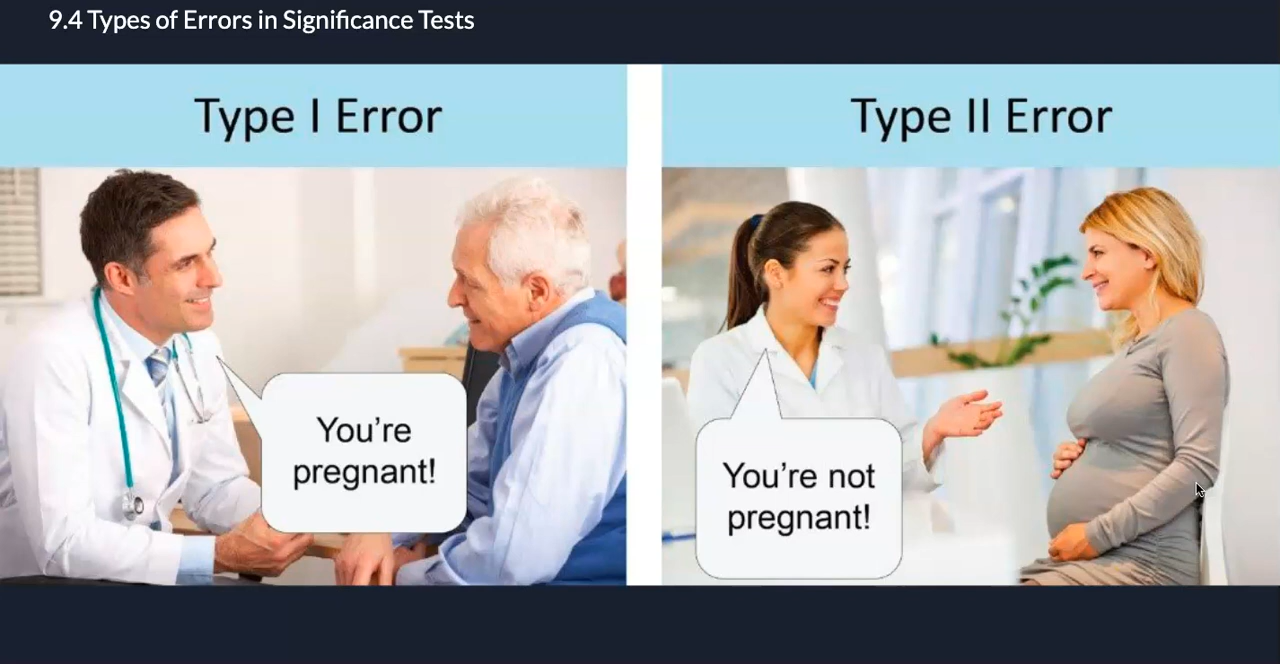 9.4 Types of Errors in Significance Tests
Type I Error
Type II Error
You're
pregnant!
You're not
pregnant!